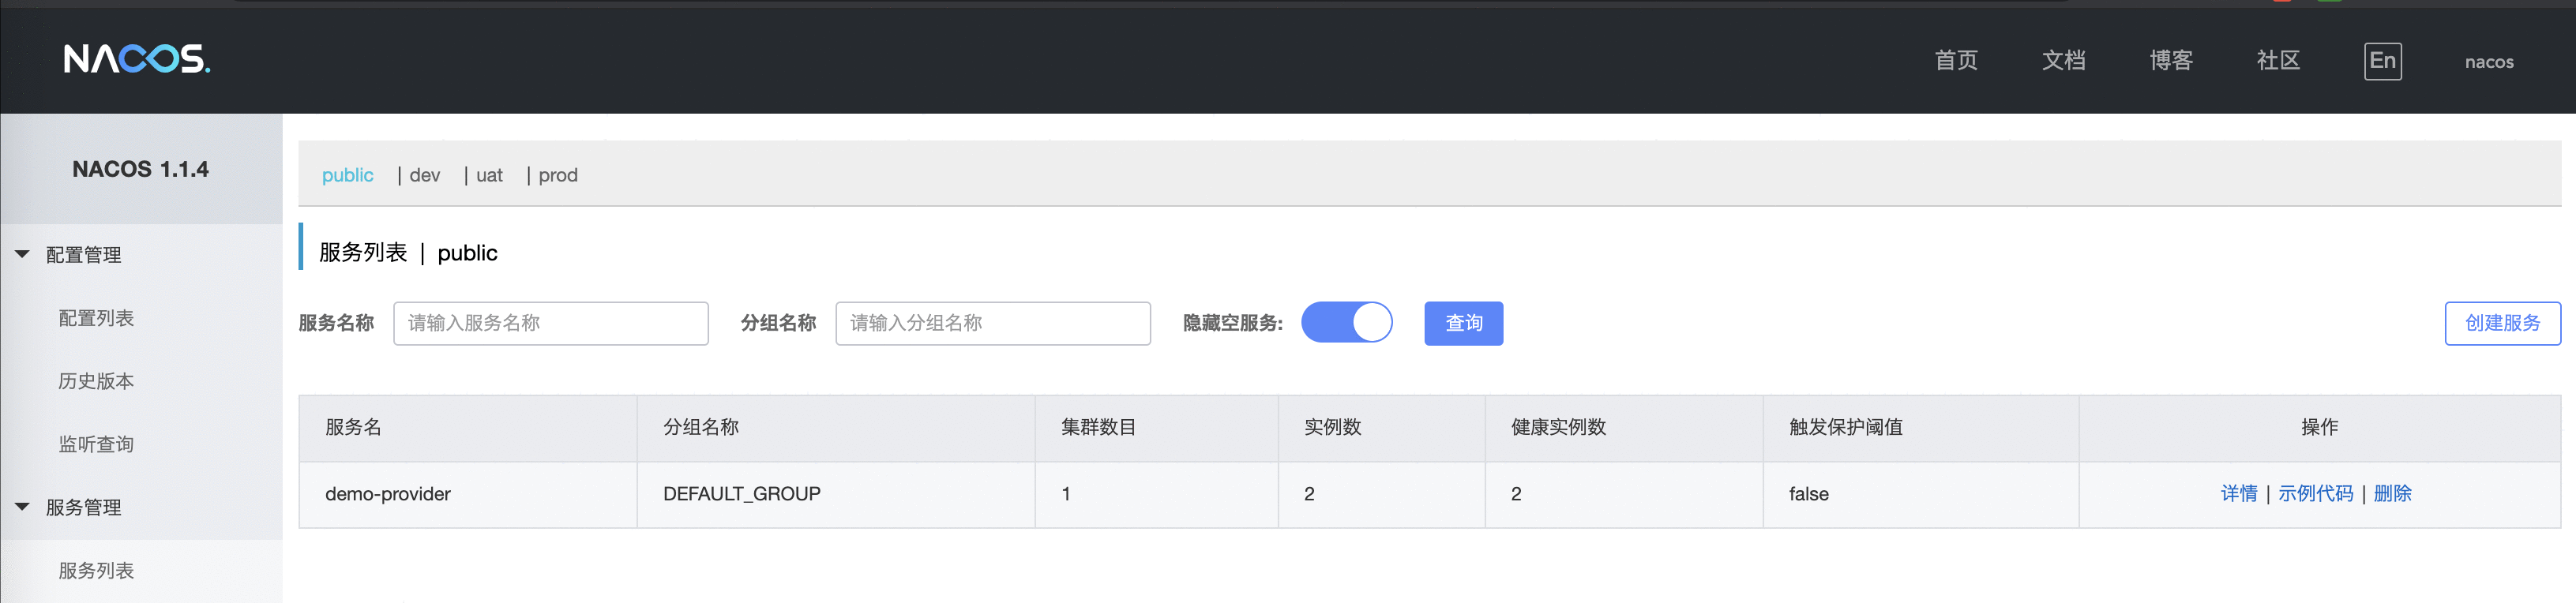 NACOS.
首页 文档 博客 社区 En nacos
NACOS 1.1.4
配置管理
配置列表
历史版本
监听查询
服务管理
服务列表
public | dev | uat | prod
服务列表 | public
服务名称 请输入服务名称 分组名称 请输入分组名称 隐藏空服务: 查询 创建服务
服务名 分组名称 集群数目 实例数 健康实例数 触发保护阈值 操作
demo-provider DEFAULT_GROUP 1 2 2 false 详情 | 示例代码 | 删除